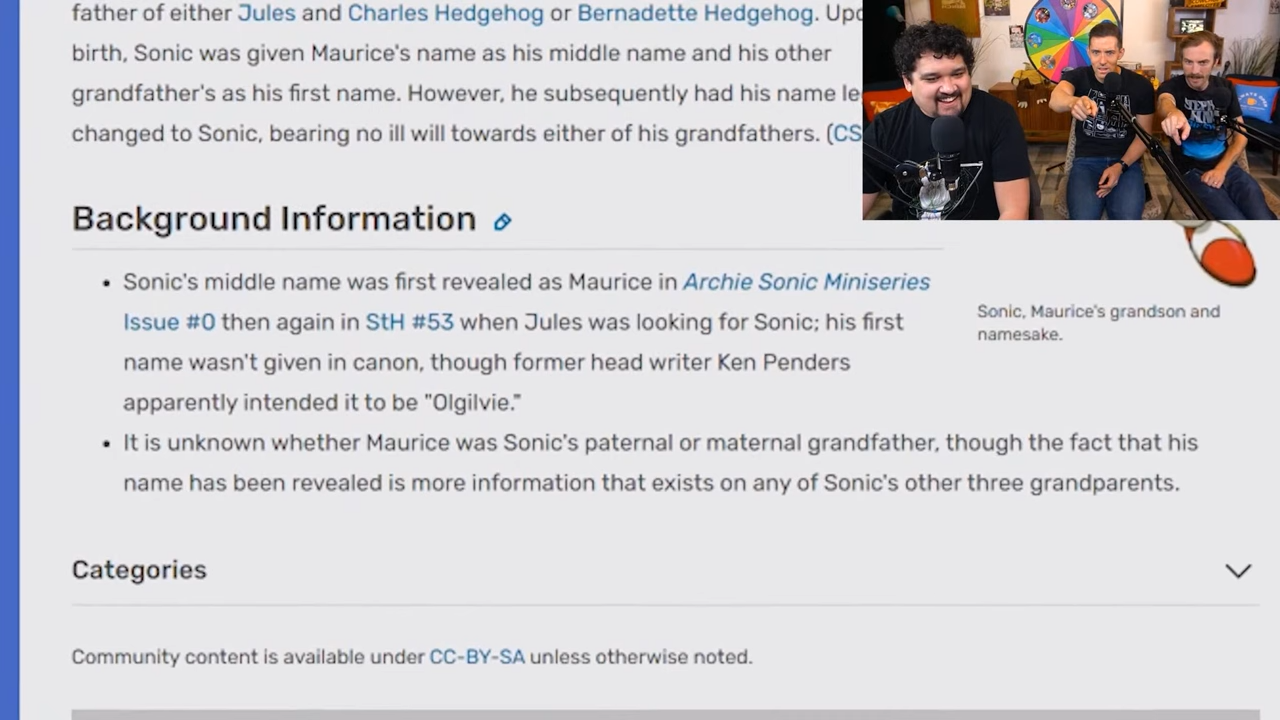 father of either Jules and Charles Hedgehog or Bernadette Hedgehog.
birth, Sonic was given Maurice's name as his middle name and his other
grandfather's as his first name. However, he subsequently had his name
changed to Sonic, bearing no ill will towards either of his grandfathers. (CS
Background Information
• Sonic's middle name was first revealed as Maurice in Archie Sonic Miniseries
Issue #0 then again in StH #53 when Jules was looking for Sonic; his first
name wasn't given in canon, though former head writer Ken Penders
apparently intended it to be "Olgilvie."
• It is unknown whether Maurice was Sonic's paternal or maternal grandfather, though the fact that his
name has been revealed is more information that exists on any of Sonic's other three grandparents.
Sonic, Maurice's grandson and
namesake.
Categories
Community content is available under CC-BY-SA unless otherwise noted.